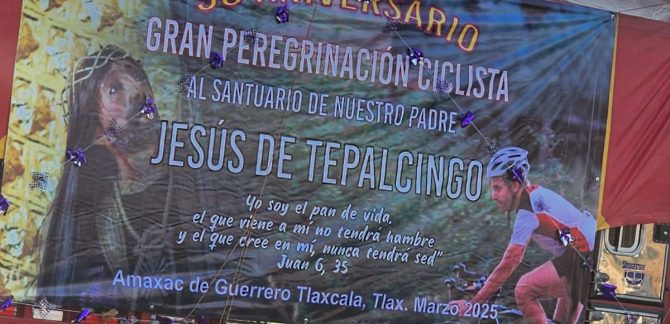 ANIVERSARIO
GRAN PEREGRINACIÓN CICLISTA
AL SANTUARIO DE NUESTRO PADRE
JESÚS DE TEPALCINGO
Yo soy el pan de vida,
el que viene a mí no tendrá hambre
y el que cree en mí, nunca tendrá sed"
Juan 6, 35
Amaxac de Guerrero Tlaxcala, Tlax. Marzo 2025